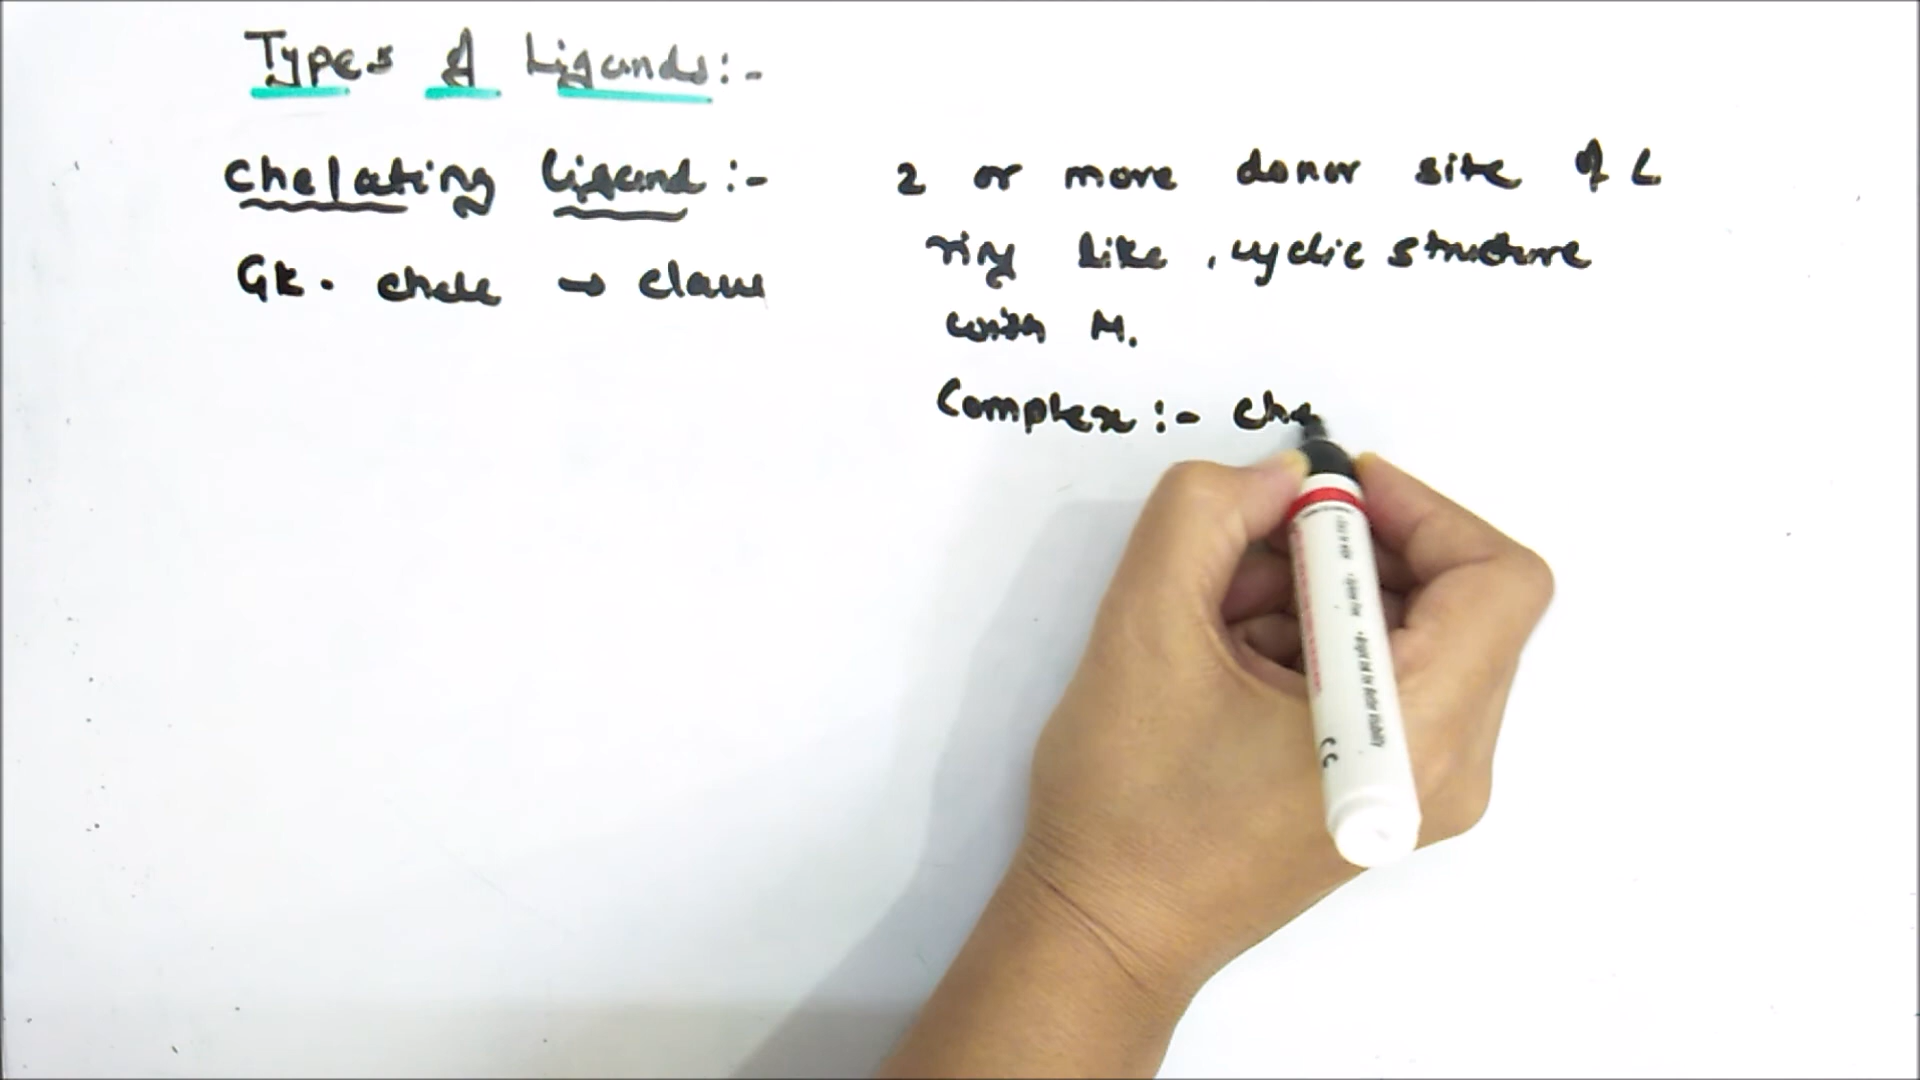 Types of Ligands:-
Chelating ligand:-
Gk. chele → claw
2 or more donor site of L
ring like, cyclic structure
with M.
Complex:- che